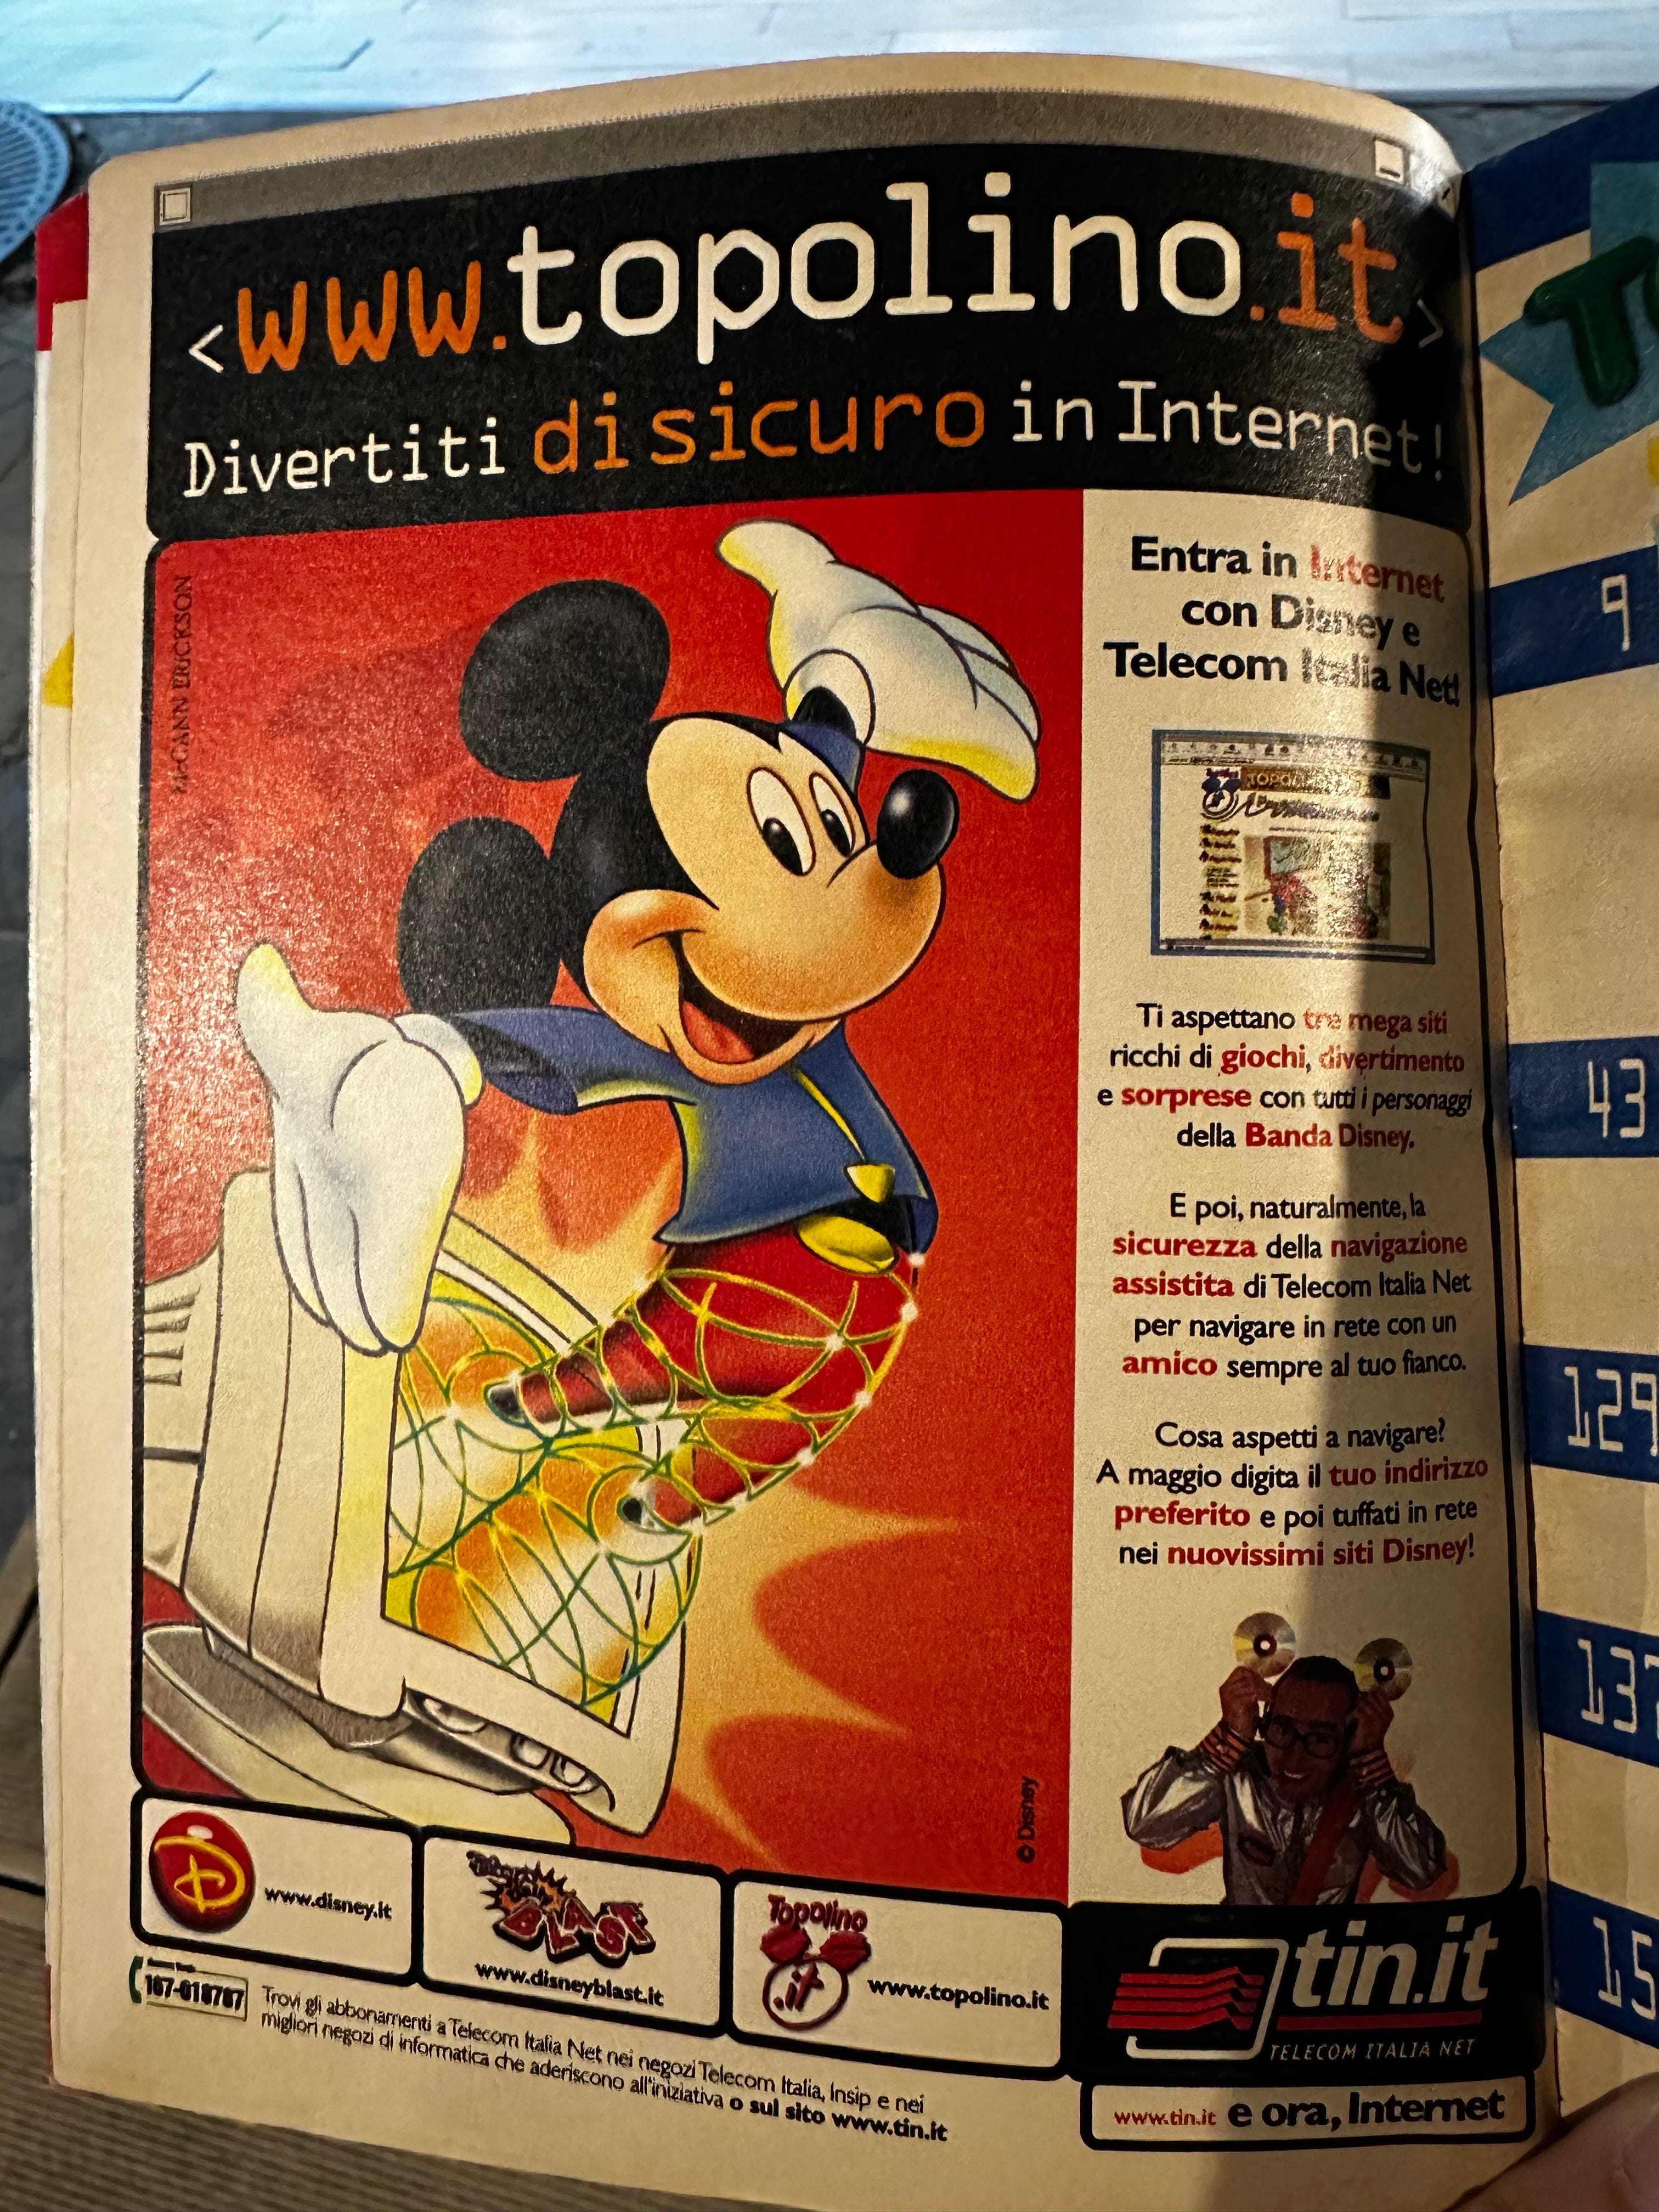 <www.topolino.it>
Divertiti di sicuro in Internet!
McCANN ERICKSON
Entra in Internet
con Disney e
Telecom Italia Net!
Ti aspettano tre mega siti
ricchi di giochi, divertimento
e sorprese con tutti i personaggi
della Banda Disney.
E poi, naturalmente, la
sicurezza della navigazione
assistita di Telecom Italia Net
per navigare in rete con un
amico sempre al tuo fianco.
Cosa aspetti a navigare?
A maggio digita il tuo indirizzo
preferito e poi tuffati in rete
nei nuovissimi siti Disney!
© Disney
D
www.disney.it
BLAST
www.disneyblast.it
Topolino
.it
www.topolino.it
tin.it
TELECOM ITALIA NET
www.tin.it e ora, Internet
167-018787
Trovi gli abbonamenti a Telecom Italia Net nei negozi Telecom Italia, Insip e nei
migliori negozi di informatica che aderiscono all'iniziativa o sul sito www.tin.it
9
43
129